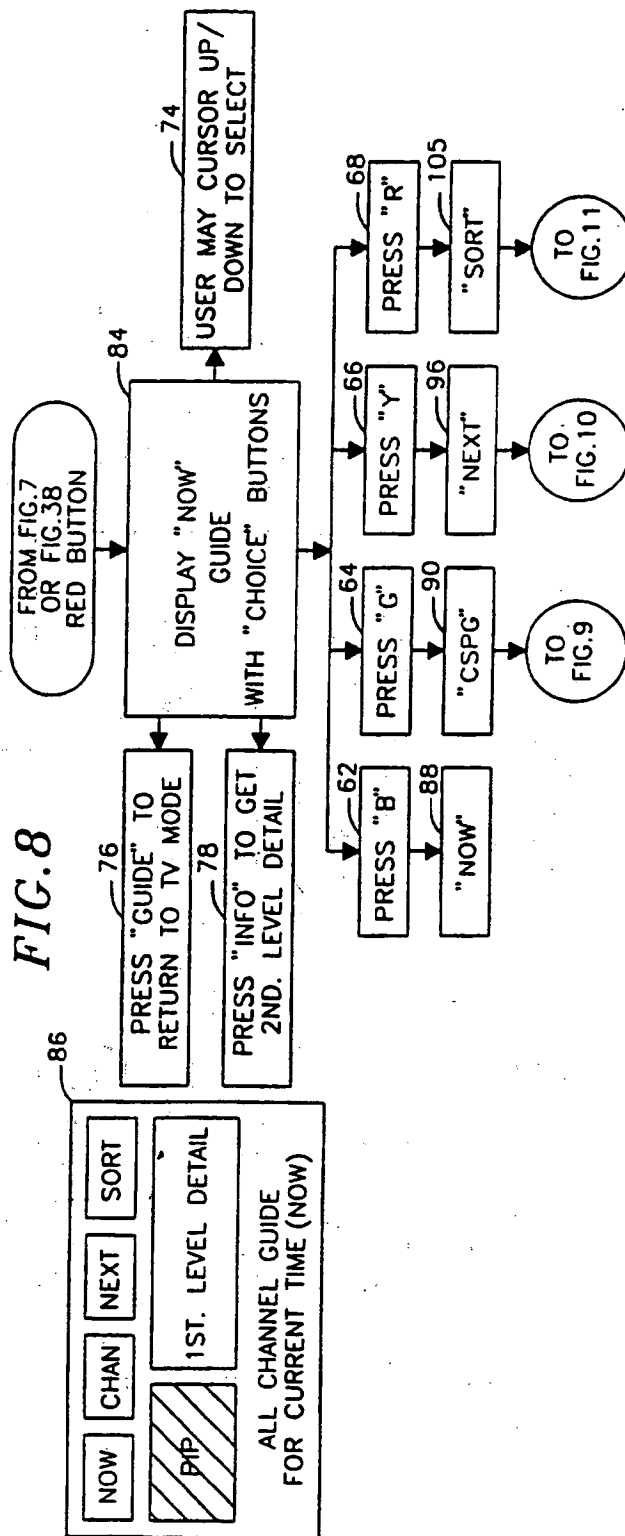 FIG.8
86
NOW
CHAN
NEXT
SORT
PIP
1ST. LEVEL DETAIL
ALL CHANNEL GUIDE
FOR CURRENT TIME (NOW)
FROM FIG.7
OR FIG.38
RED BUTTON
84
DISPLAY "NOW"
GUIDE
WITH "CHOICE" BUTTONS
74
USER MAY CURSOR UP/
DOWN TO SELECT
76
PRESS "GUIDE" TO
RETURN TO TV MODE
78
PRESS "INFO" TO GET
2ND. LEVEL DETAIL
62
PRESS "B"
88
"NOW"
64
PRESS "G"
90
"CSPG"
TO
FIG.9
66
PRESS "Y"
96
"NEXT"
TO
FIG.10
68
PRESS "R"
105
"SORT"
TO
FIG.11